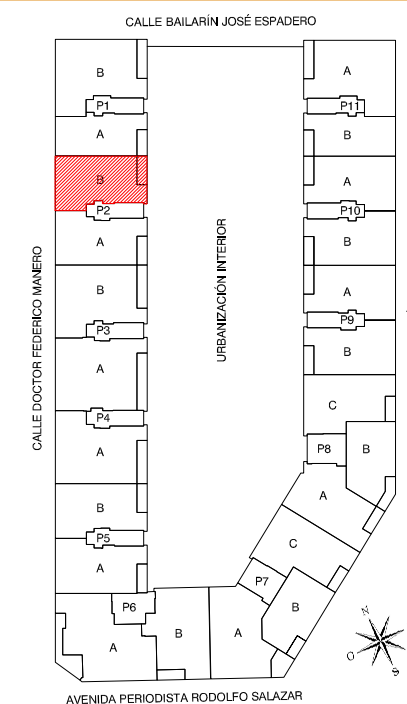 CALLE BAILARÍN JOSÉ ESPADERO
B
A
P1
P11
A
B
B
A
P2
P10
A
B
B
A
P3
P9
A
B
C
P4
P8
B
A
A
B
P5
C
A
P7
P6
B
A
B
A
N
O
S
CALLE DOCTOR FEDERICO MANERO
URBANIZACIÓN INTERIOR
AVENIDA PERIODISTA RODOLFO SALAZAR